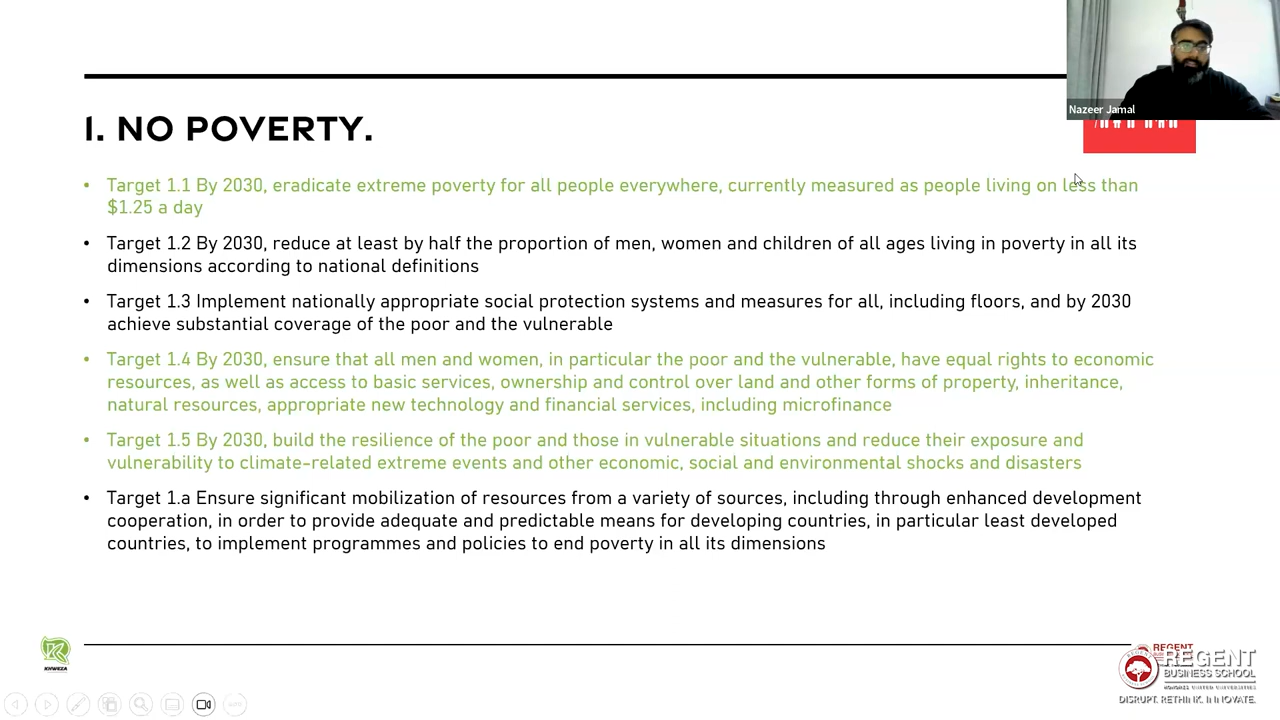 Nazeer Jamal
1. NO POVERTY.
• Target 1.1 By 2030, eradicate extreme poverty for all people everywhere, currently measured as people living on less than
$1.25 a day
• Target 1.2 By 2030, reduce at least by half the proportion of men, women and children of all ages living in poverty in all its
dimensions according to national definitions
• Target 1.3 Implement nationally appropriate social protection systems and measures for all, including floors, and by 2030
achieve substantial coverage of the poor and the vulnerable
• Target 1.4 By 2030, ensure that all men and women, in particular the poor and the vulnerable, have equal rights to economic
resources, as well as access to basic services, ownership and control over land and other forms of property, inheritance,
natural resources, appropriate new technology and financial services, including microfinance
• Target 1.5 By 2030, build the resilience of the poor and those in vulnerable situations and reduce their exposure and
vulnerability to climate-related extreme events and other economic, social and environmental shocks and disasters
• Target 1.a Ensure significant mobilization of resources from a variety of sources, including through enhanced development
cooperation, in order to provide adequate and predictable means for developing countries, in particular least developed
countries, to implement programmes and policies to end poverty in all its dimensions
KHWEZA
REGENT
REGENT
BUSINESS SCHOOL
HONORIS UNITED UNIVERSITIES
DISRUPT. RETHINK. INNOVATE.